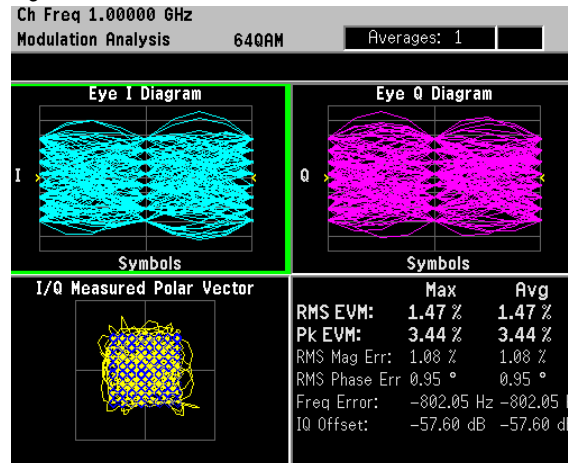 Ch Freq 1.00000 GHz
Modulation Analysis 64QAM Averages: 1
Eye I Diagram
I
Symbols
Eye Q Diagram
Q
Symbols
I/Q Measured Polar Vector
Max Avg
RMS EVM: 1.47 % 1.47 %
Pk EVM: 3.44 % 3.44 %
RMS Mag Err: 1.08 % 1.08 %
RMS Phase Err 0.95 ° 0.95 °
Freq Error: -802.05 Hz -802.05
IQ Offset: -57.60 dB -57.60